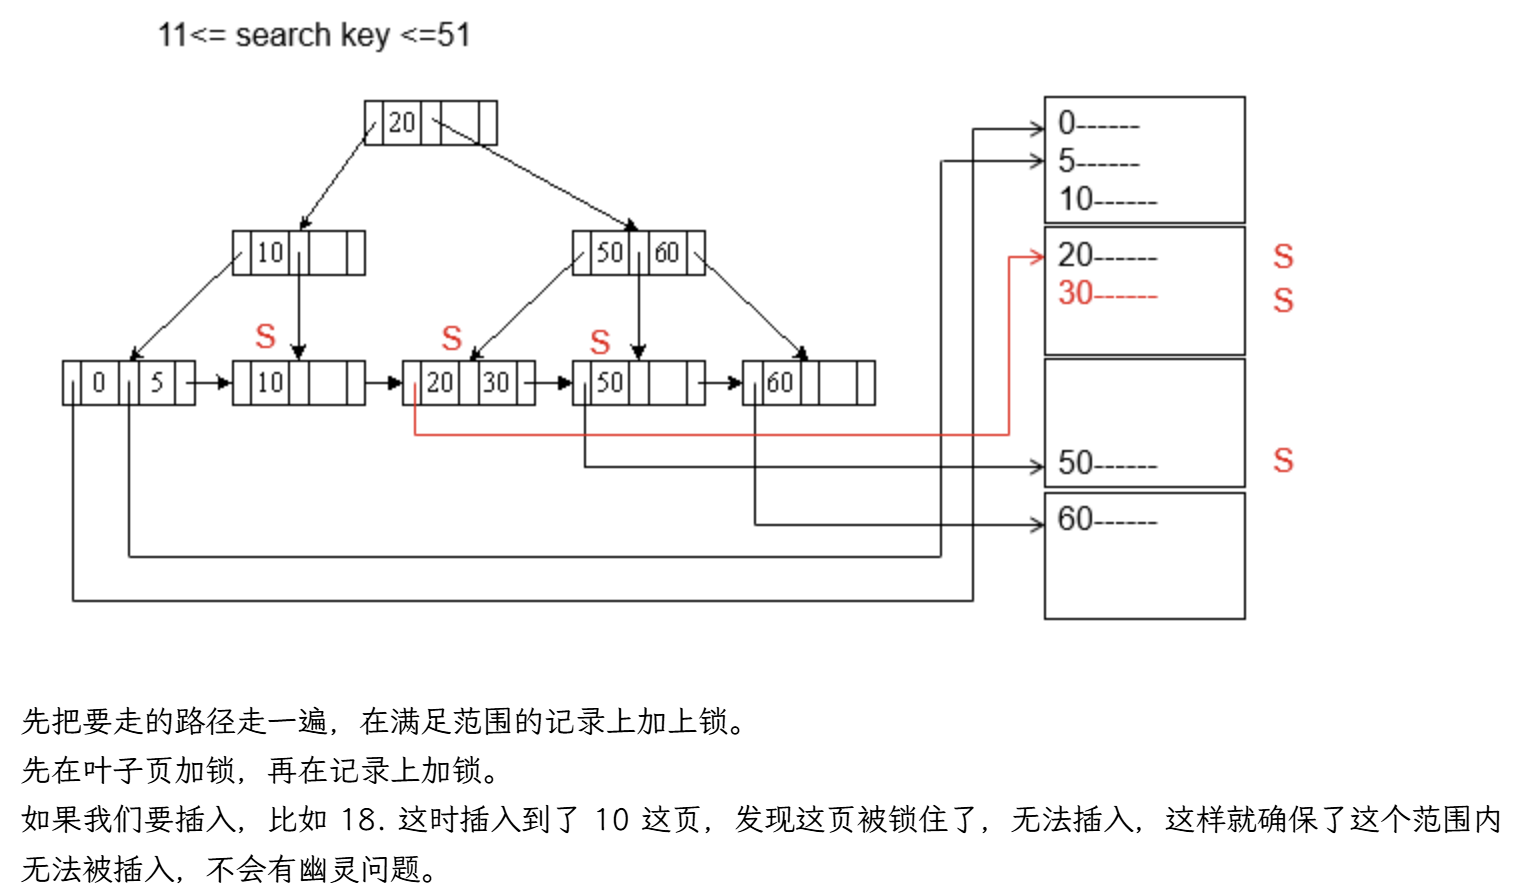 11<= search key <=51
20
10
50 60
S S S
0 5
10
20 30
50
60
0------
5------
10------
20------ S
30------ S
50------ S
60------
先把要走的路径走一遍，在满足范围的记录上加上锁。
先在叶子页加锁，再在记录上加锁。
如果我们要插入，比如 18. 这时插入到了 10 这页，发现这页被锁住了，无法插入，这样就确保了这个范围内
无法被插入，不会有幽灵问题。